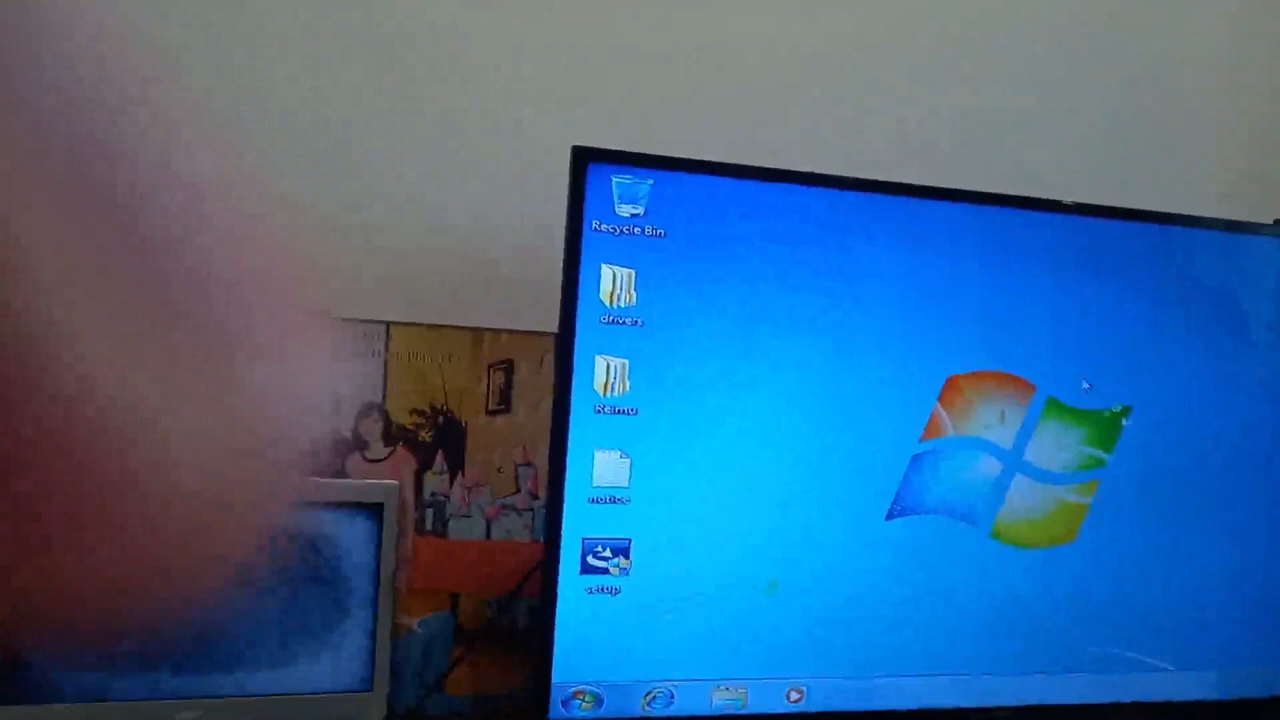 Recycle Bin
drivers
Reimu
notice
setup